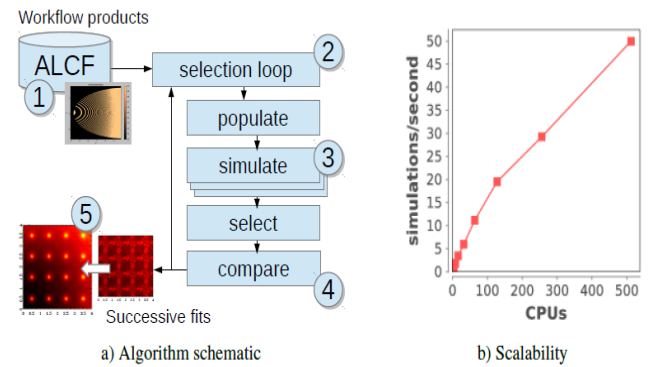 Workflow products
ALCF
1
selection loop
2
populate
simulate
3
select
compare
4
5
Successive fits
a) Algorithm schematic
simulations/second
50
45
40
35
30
25
20
15
10
5
0
0 100 200 300 400 500
CPUs
b) Scalability